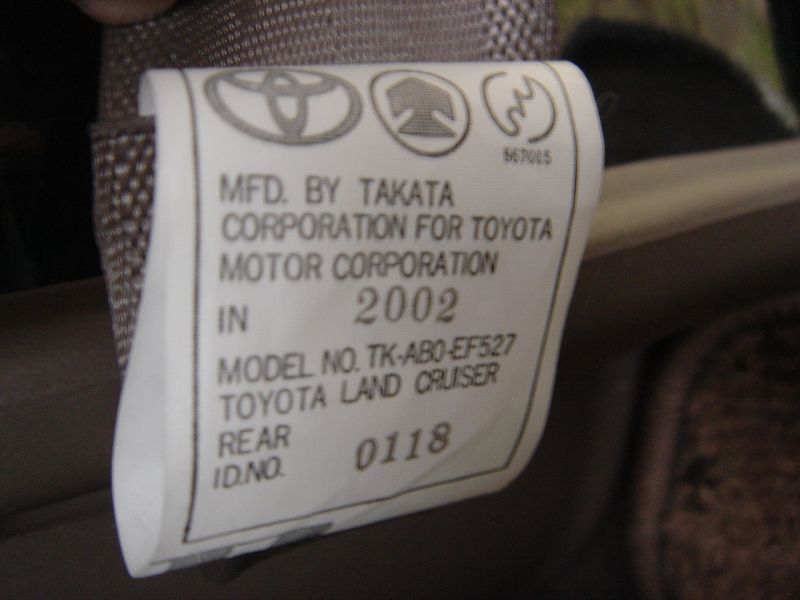 567005
MFD. BY TAKATA
CORPORATION FOR TOYOTA
MOTOR CORPORATION
IN 2002
MODEL NO. TK-AB0-EF527
TOYOTA LAND CRUISER
REAR
ID.NO. 0118